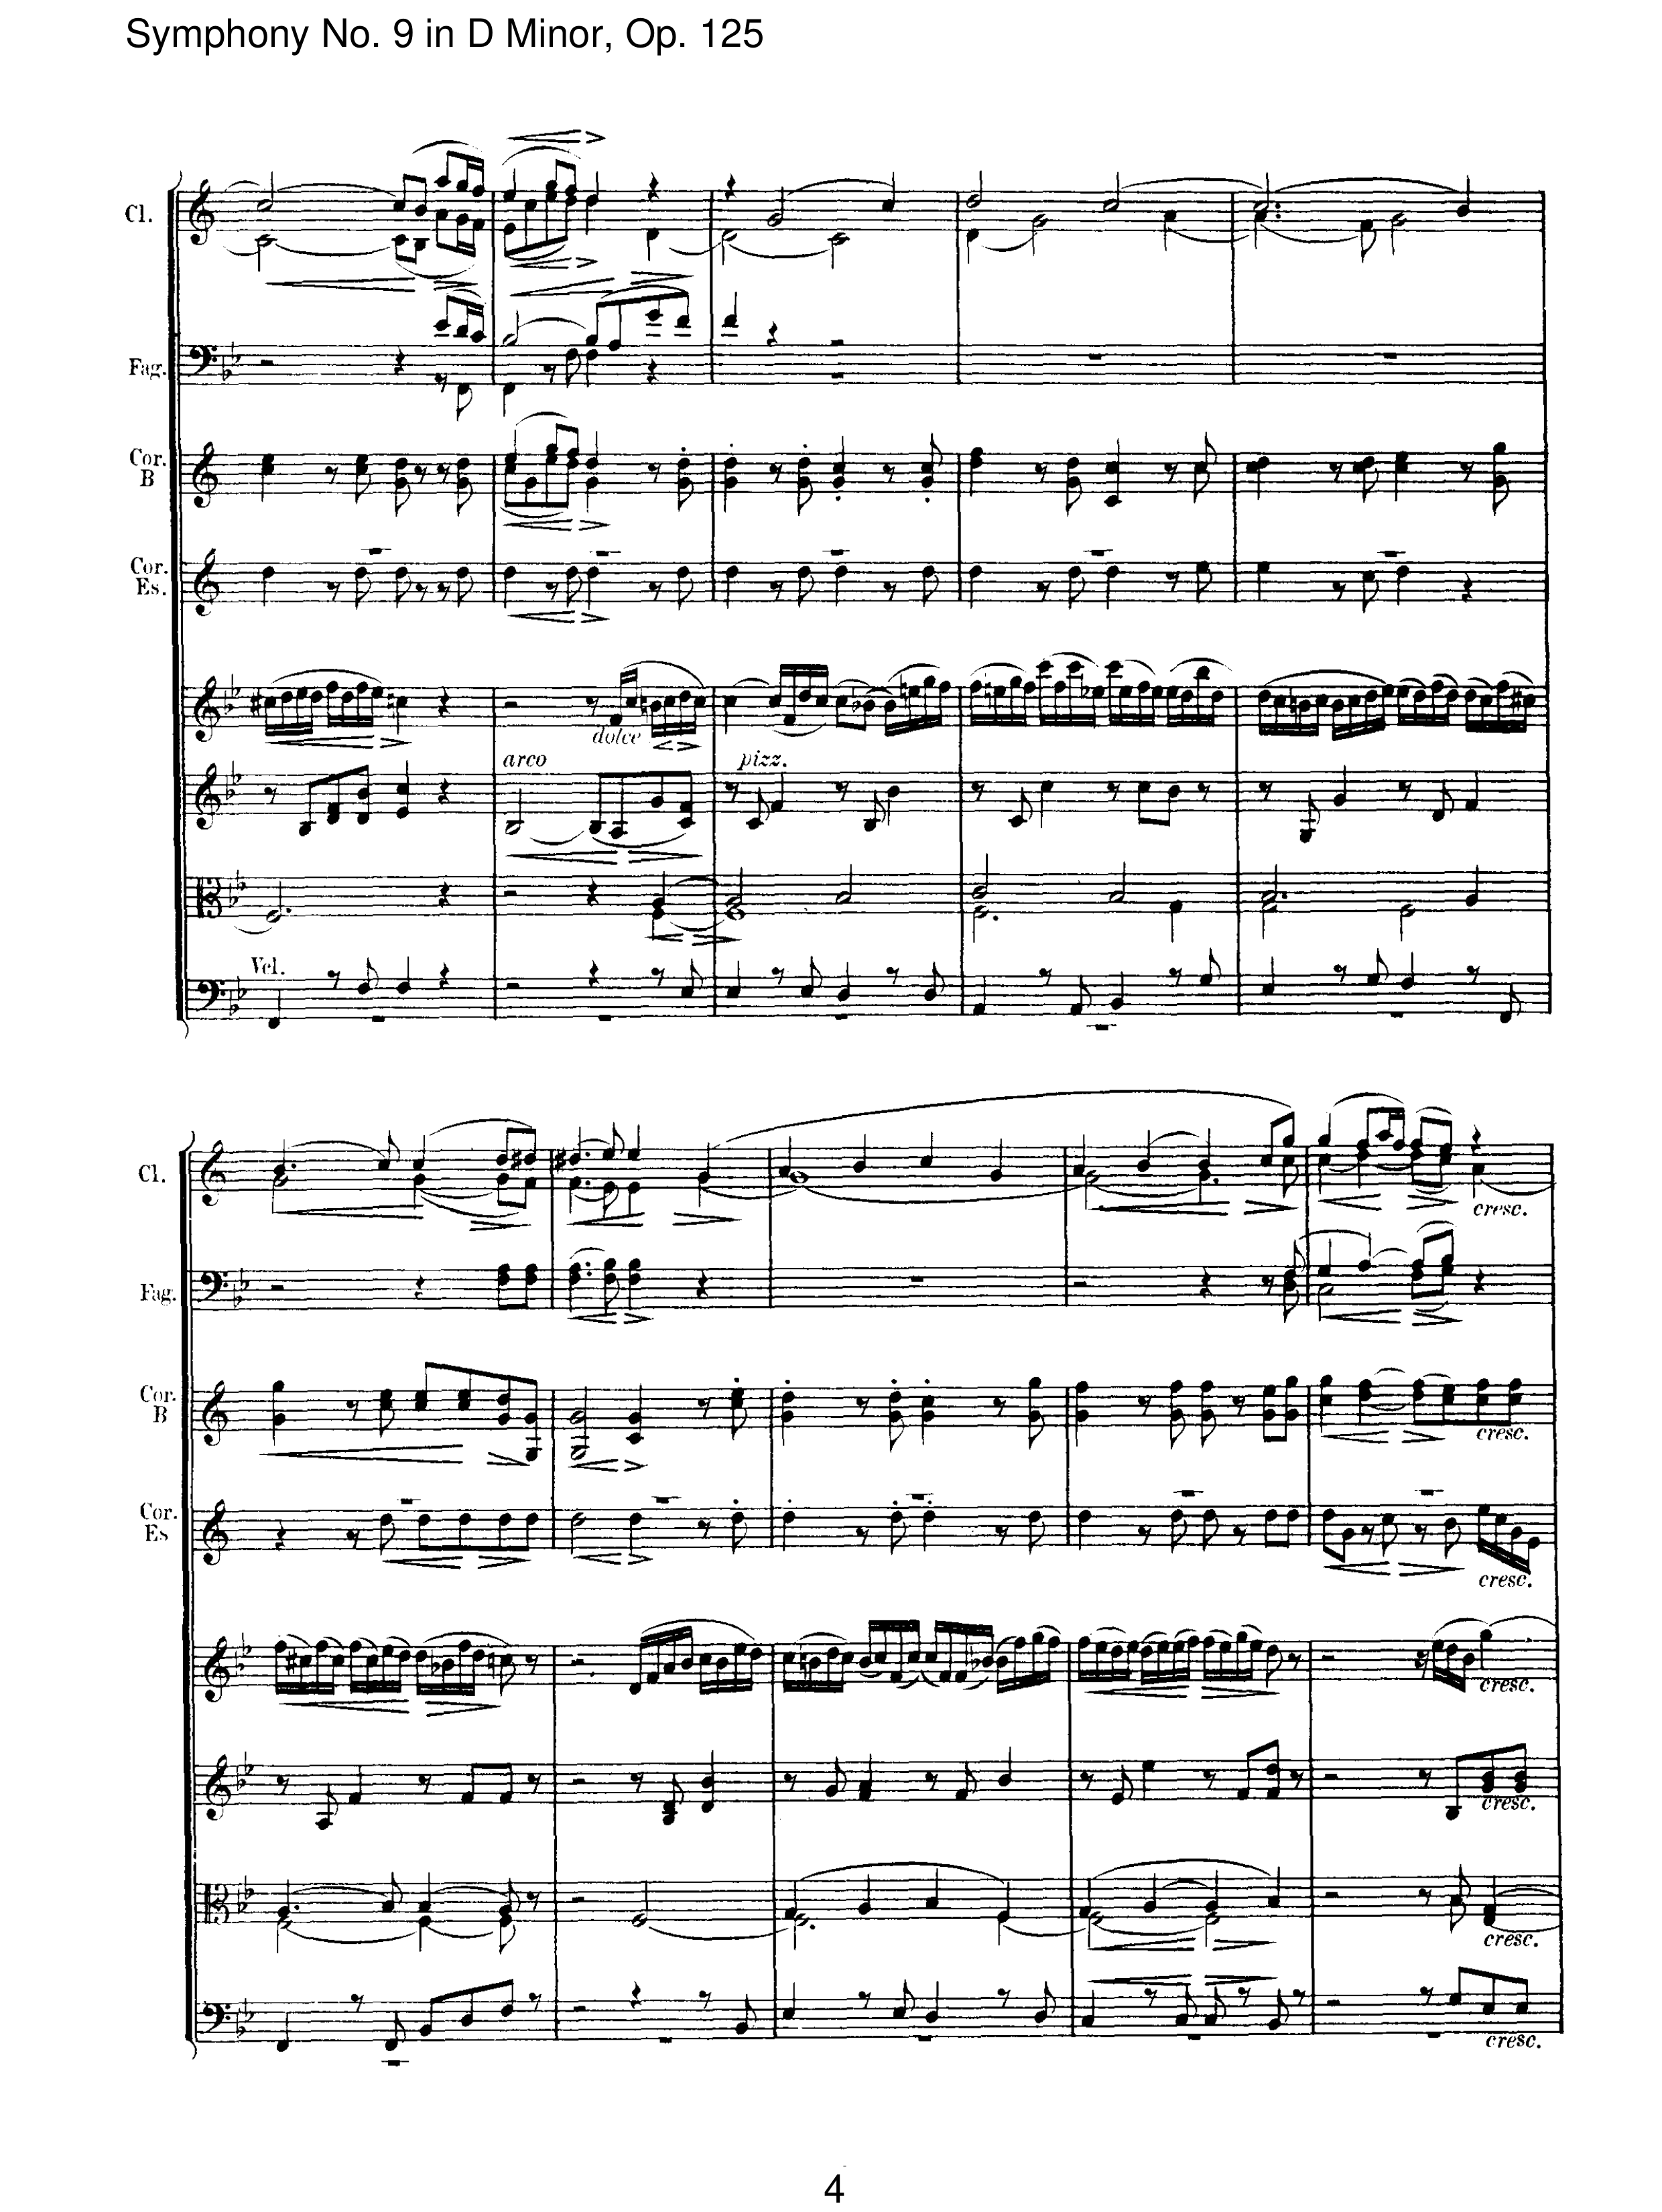 Symphony No. 9 in D Minor, Op. 125
Cl.
Fag.
Cor.
B
Cor.
Es.
dolce
arco
pizz.
Vcl.
Cl.
cresc.
Fag.
Cor.
B
cresc.
Cor.
Es
cresc.
cresc.
cresc.
cresc.
cresc.
4